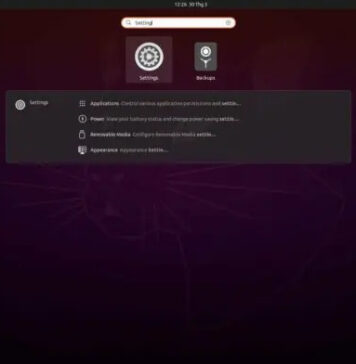 12:26 30 Thg 3
Setting
Settings
Backups
Settings
Applications Control various application permissions and settin...
Power View your battery status and change power saving settin...
Removable Media Configure Removable Media settin...
Appearance Appearance Settin...